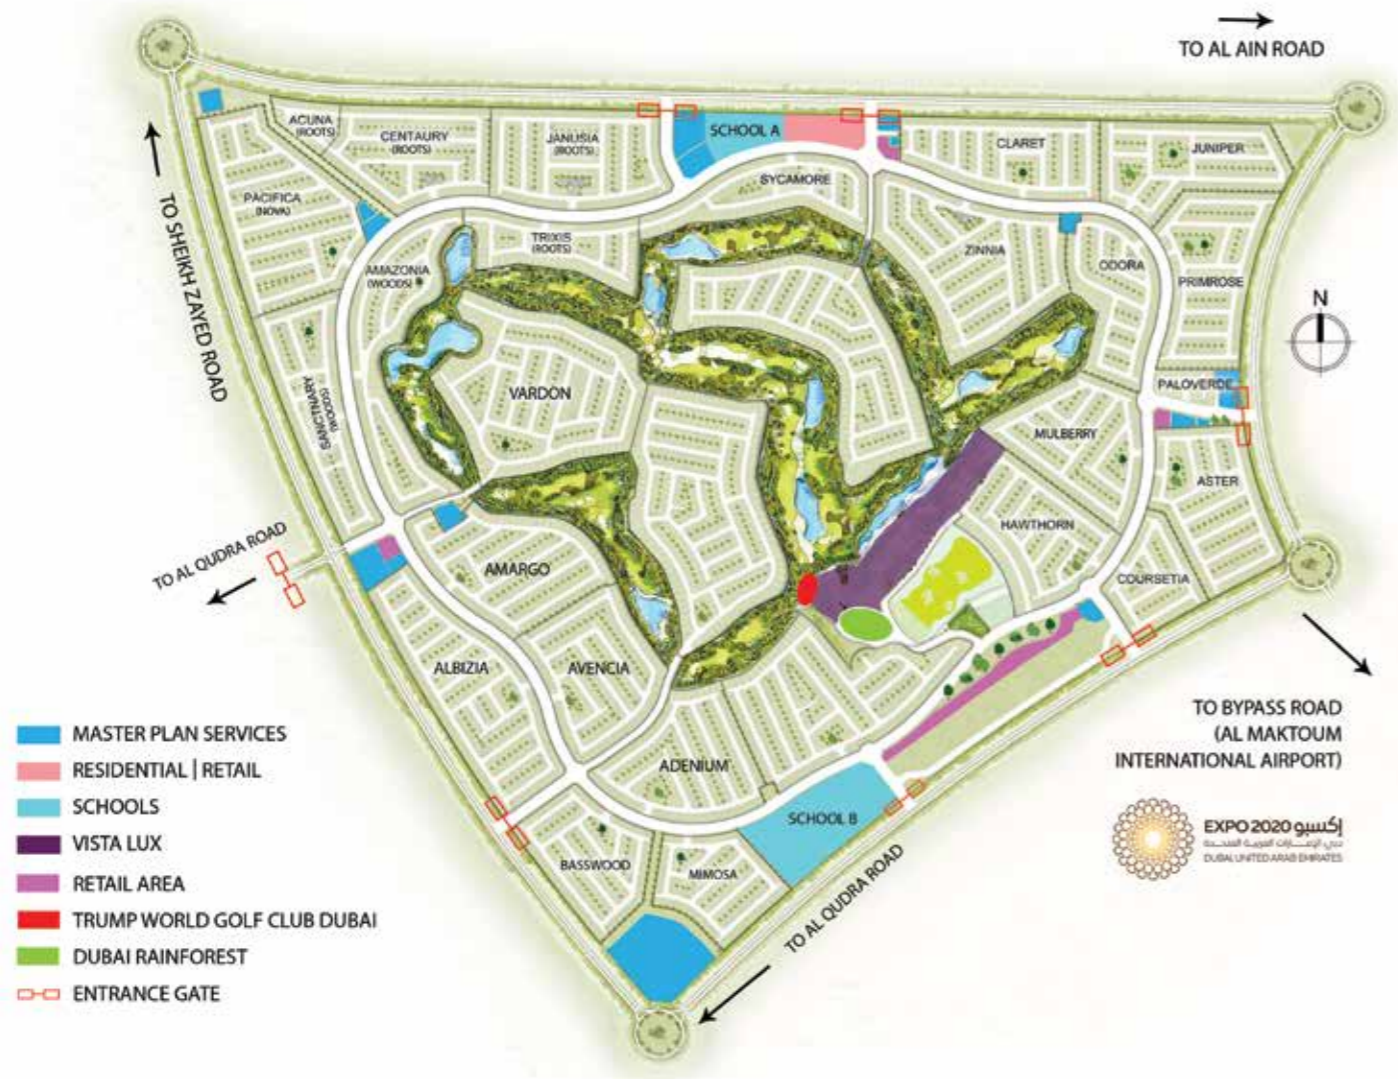 TO AL AIN ROAD
ACUNA
(ROOTS)
CENTAURY
(ROOTS)
JANUSIA
(ROOTS)
SCHOOL A
CLARET
JUNIPER
PACIFICA
(NOVA)
SYCAMORE
TO SHEIKH ZAYED ROAD
TRIXIS
(ROOTS)
AMAZONIA
(WOODS)
ZINNIA
ODORA
PRIMROSE
N
SANCTNARY
(WOODS)
VARDON
PALOVERDE
MULBERRY
ASTER
HAWTHORN
TO AL QUDRA ROAD
AMARGO
COURSETIA
ALBIZIA
AVENCIA
ADENIUM
SCHOOL B
BASSWOOD
MIMOSA
TO AL QUDRA ROAD
TO BYPASS ROAD
(AL MAKTOUM
INTERNATIONAL AIRPORT)
EXPO 2020 إكسبو
DUBAI, UNITED ARAB EMIRATES
MASTER PLAN SERVICES
RESIDENTIAL | RETAIL
SCHOOLS
VISTA LUX
RETAIL AREA
TRUMP WORLD GOLF CLUB DUBAI
DUBAI RAINFOREST
ENTRANCE GATE